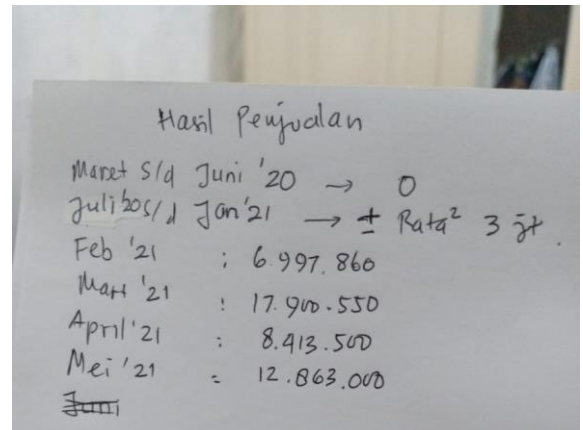 Hasil Penjualan
Maret s/d Juni '20 → 0
Juli '20 s/d Jan '21 → ± Rata² 3 jt.
Feb '21 : 6.997.860
Mart '21 : 17.900.550
April '21 : 8.413.500
Mei '21 = 12.863.000
Juni